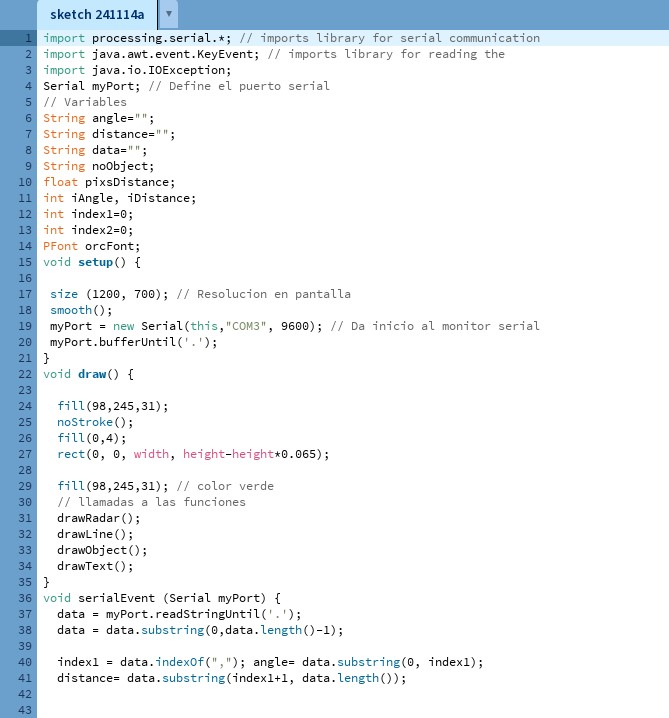 sketch 241114a ▼
1 import processing.serial.*; // imports library for serial communication
2 import java.awt.event.KeyEvent; // imports library for reading the
3 import java.io.IOException;
4 Serial myPort; // Define el puerto serial
5 // Variables
6 String angle="";
7 String distance="";
8 String data="";
9 String noObject;
10 float pixsDistance;
11 int iAngle, iDistance;
12 int index1=0;
13 int index2=0;
14 PFont orcFont;
15 void setup() {
16
17  size (1200, 700); // Resolucion en pantalla
18  smooth();
19  myPort = new Serial(this,"COM3", 9600); // Da inicio al monitor serial
20  myPort.bufferUntil('.');
21 }
22 void draw() {
23
24   fill(98,245,31);
25   noStroke();
26   fill(0,4);
27   rect(0, 0, width, height-height*0.065);
28
29   fill(98,245,31); // color verde
30   // llamadas a las funciones
31   drawRadar();
32   drawLine();
33   drawObject();
34   drawText();
35 }
36 void serialEvent (Serial myPort) {
37   data = myPort.readStringUntil('.');
38   data = data.substring(0,data.length()-1);
39
40   index1 = data.indexOf(","); angle= data.substring(0, index1);
41   distance= data.substring(index1+1, data.length());
42
43